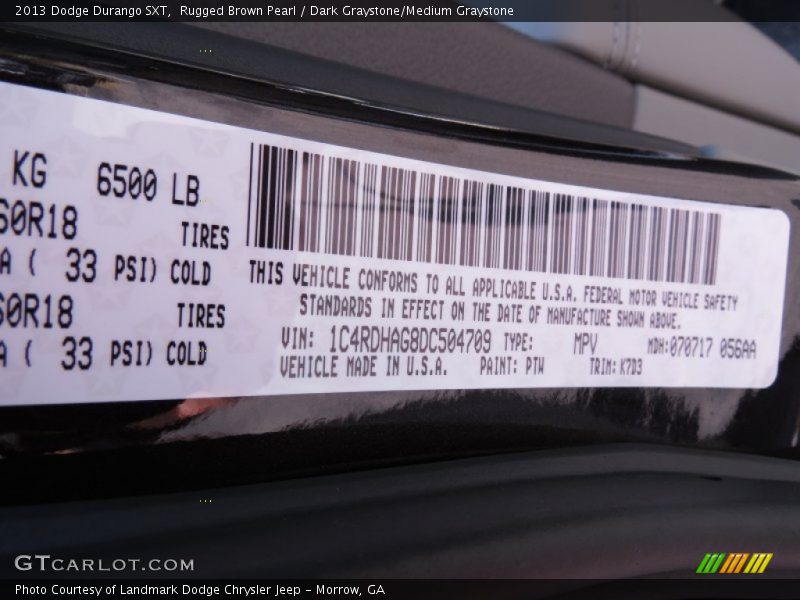 2013 Dodge Durango SXT,  Rugged Brown Pearl / Dark Graystone/Medium Graystone
KG 6500 LB
60R18 TIRES
A ( 33 PSI) COLD
60R18 TIRES
A ( 33 PSI) COLD
THIS VEHICLE CONFORMS TO ALL APPLICABLE U.S.A. FEDERAL MOTOR VEHICLE SAFETY
STANDARDS IN EFFECT ON THE DATE OF MANUFACTURE SHOWN ABOVE.
VIN: 1C4RDHAG8DC504709 TYPE: MPV MDH:070717 056AA
VEHICLE MADE IN U.S.A. PAINT: PTW TRIM: K7D3
GTCARLOT.COM
Photo Courtesy of Landmark Dodge Chrysler Jeep – Morrow, GA